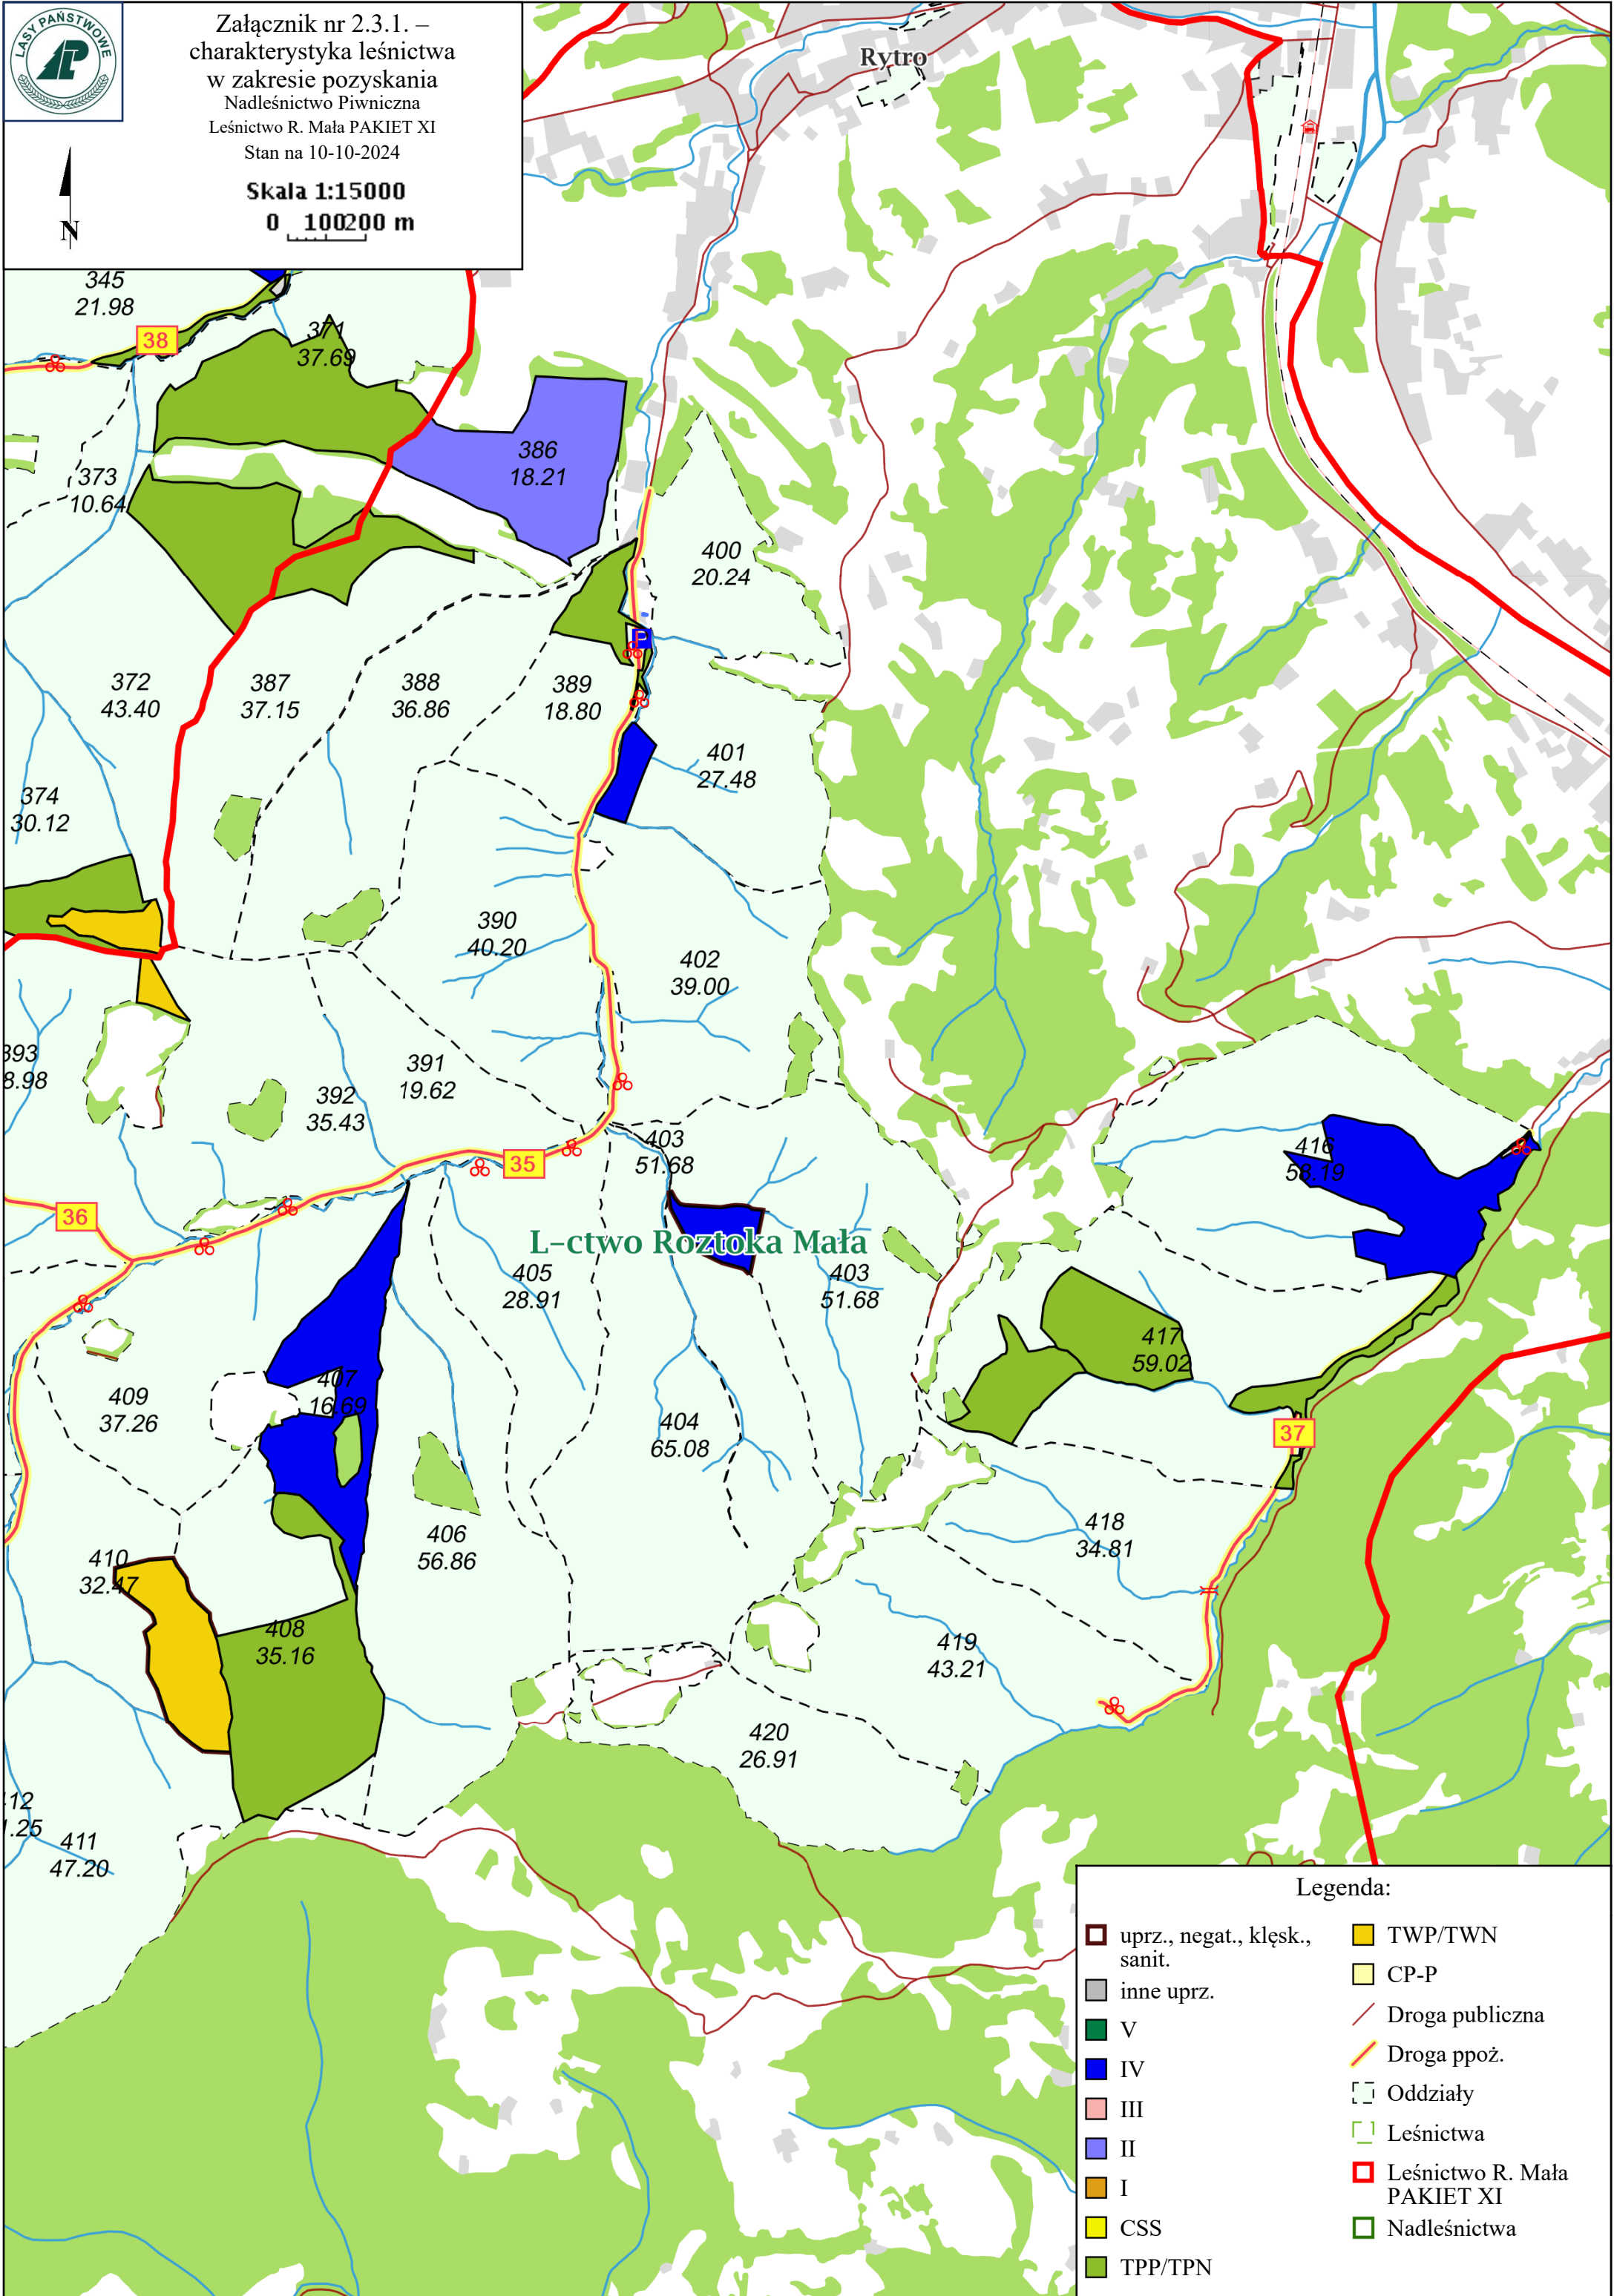 LASY PAŃSTWOWE
Załącznik nr 2.3.1. –
charakterystyka leśnictwa
w zakresie pozyskania
Nadleśnictwo Piwniczna
Leśnictwo R. Mała PAKIET XI
Stan na 10-10-2024
Skala 1:15000
0 100200 m
N
Rytro
345
21.98
38
371
37.69
386
18.21
373
10.64
400
20.24
P
372
43.40
387
37.15
388
36.86
389
18.80
401
27.48
374
30.12
390
40.20
402
39.00
393
8.98
391
19.62
392
35.43
403
51.68
416
58.19
35
36
L-ctwo Roztoka Mała
405
28.91
403
51.68
417
59.02
407
16.69
409
37.26
404
65.08
37
406
56.86
418
34.81
410
32.47
408
35.16
419
43.21
420
26.91
12
.25
411
47.20
Legenda:
uprz., negat., klęsk.,
sanit.
inne uprz.
V
IV
III
II
I
CSS
TPP/TPN
TWP/TWN
CP-P
Droga publiczna
Droga ppoż.
Oddziały
Leśnictwa
Leśnictwo R. Mała
PAKIET XI
Nadleśnictwa